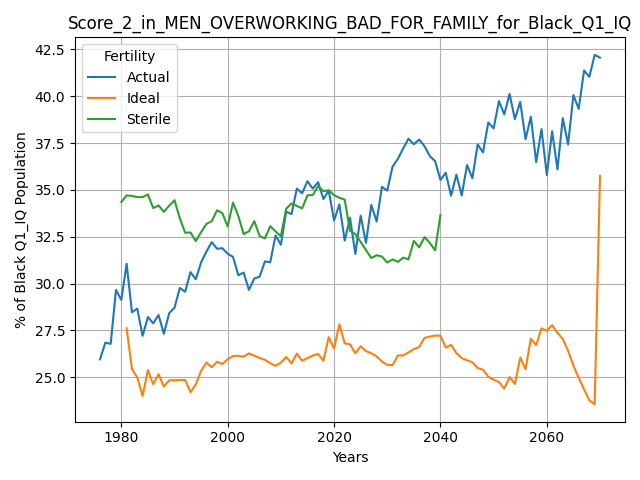 Score_2_in_MEN_OVERWORKING_BAD_FOR_FAMILY_for_Black_Q1_IQ
Fertility
Actual
Ideal
Sterile
% of Black Q1_IQ Population
42.5
40.0
37.5
35.0
32.5
30.0
27.5
25.0
1980
2000
2020
2040
2060
Years